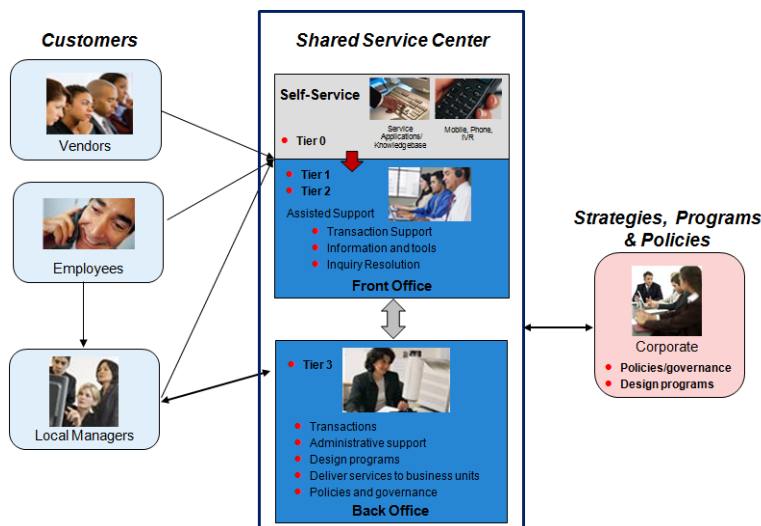 Customers
Vendors
Employees
Local Managers
Shared Service Center
Self-Service
Service
Applications/
Knowledgebase
Mobile, Phone,
IVR
Tier 0
Tier 1
Tier 2
Assisted Support
Transaction Support
Information and tools
Inquiry Resolution
Front Office
Tier 3
Transactions
Administrative support
Design programs
Deliver services to business units
Policies and governance
Back Office
Strategies, Programs
& Policies
Corporate
Policies/governance
Design programs